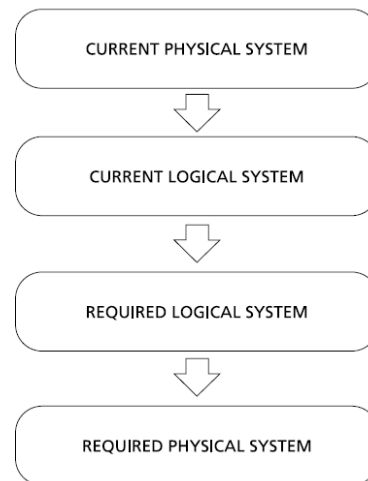 CURRENT PHYSICAL SYSTEM
CURRENT LOGICAL SYSTEM
REQUIRED LOGICAL SYSTEM
REQUIRED PHYSICAL SYSTEM